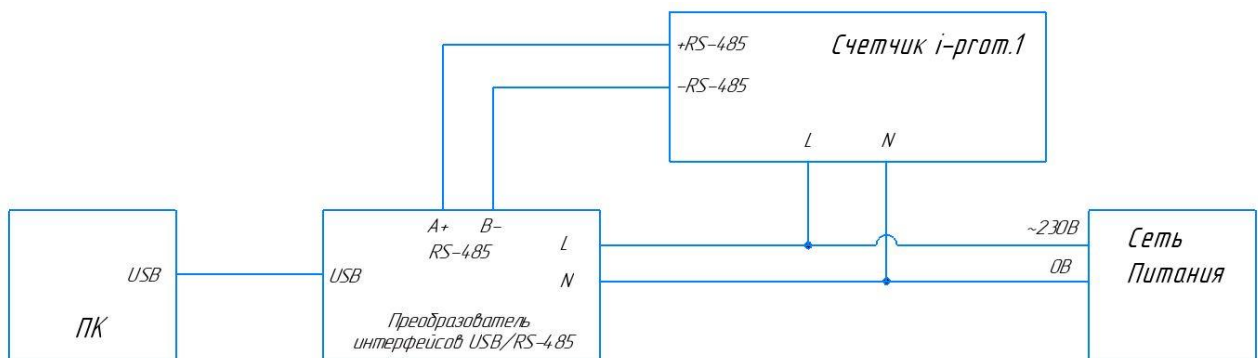 +RS-485
Счетчик i-prom.1
-RS-485
L
N
A+
B-
RS-485
L
~230В
Сеть
USB
USB
N
0В
Питания
ПК
Преобразователь
интерфейсов USB/RS-485